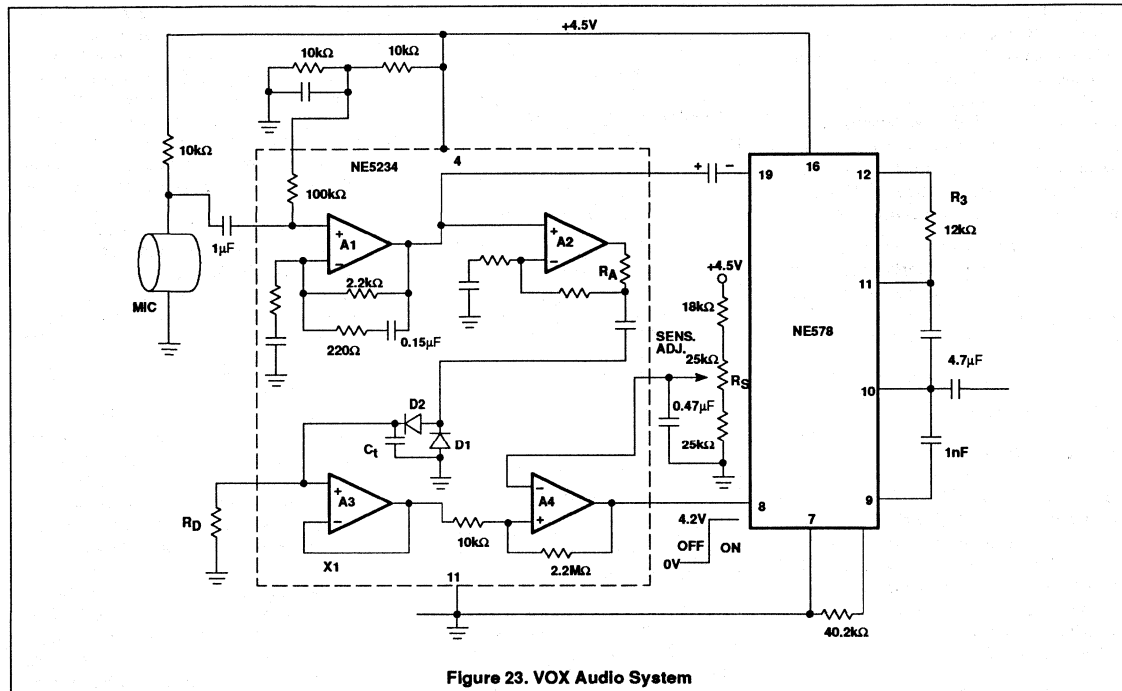 +4.5V
10kΩ
10kΩ
10kΩ
NE5234
4
16
19
12
R3
12kΩ
100kΩ
+ −
+
A1
−
+
A2
−
1µF
RA
11
+4.5V
MIC
2.2kΩ
18kΩ
NE578
220Ω
0.15µF
SENS.
ADJ.
25kΩ
RS
4.7µF
10
D2
0.47µF
Ct
D1
25kΩ
1nF
+
A3
−
−
A4
+
8
9
RD
10kΩ
4.2V
7
OFF
ON
0V
X1
2.2MΩ
11
40.2kΩ
Figure 23. VOX Audio System